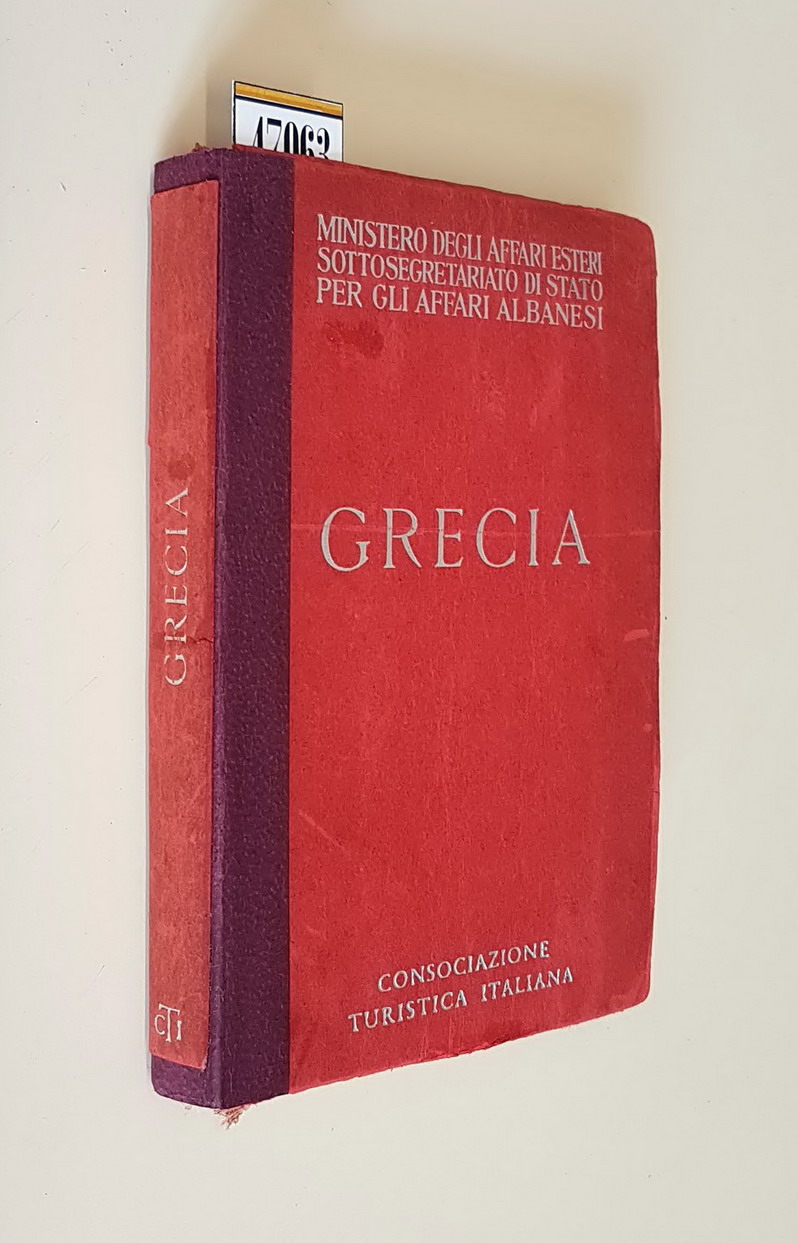 47063
MINISTERO DEGLI AFFARI ESTERI
SOTTOSEGRETARIATO DI STATO
PER GLI AFFARI ALBANESI
GRECIA
CONSOCIAZIONE
TURISTICA ITALIANA
GRECIA
CTI